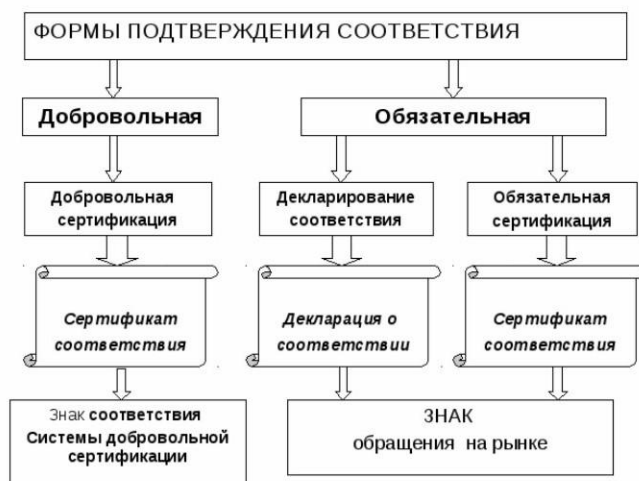 ФОРМЫ ПОДТВЕРЖДЕНИЯ СООТВЕТСТВИЯ
Добровольная
Обязательная
Добровольная
сертификация
Декларирование
соответствия
Обязательная
сертификация
Сертификат
соответствия
Декларация о
соответствии
Сертификат
соответствия
Знак соответствия
Системы добровольной
сертификации
ЗНАК
обращения на рынке